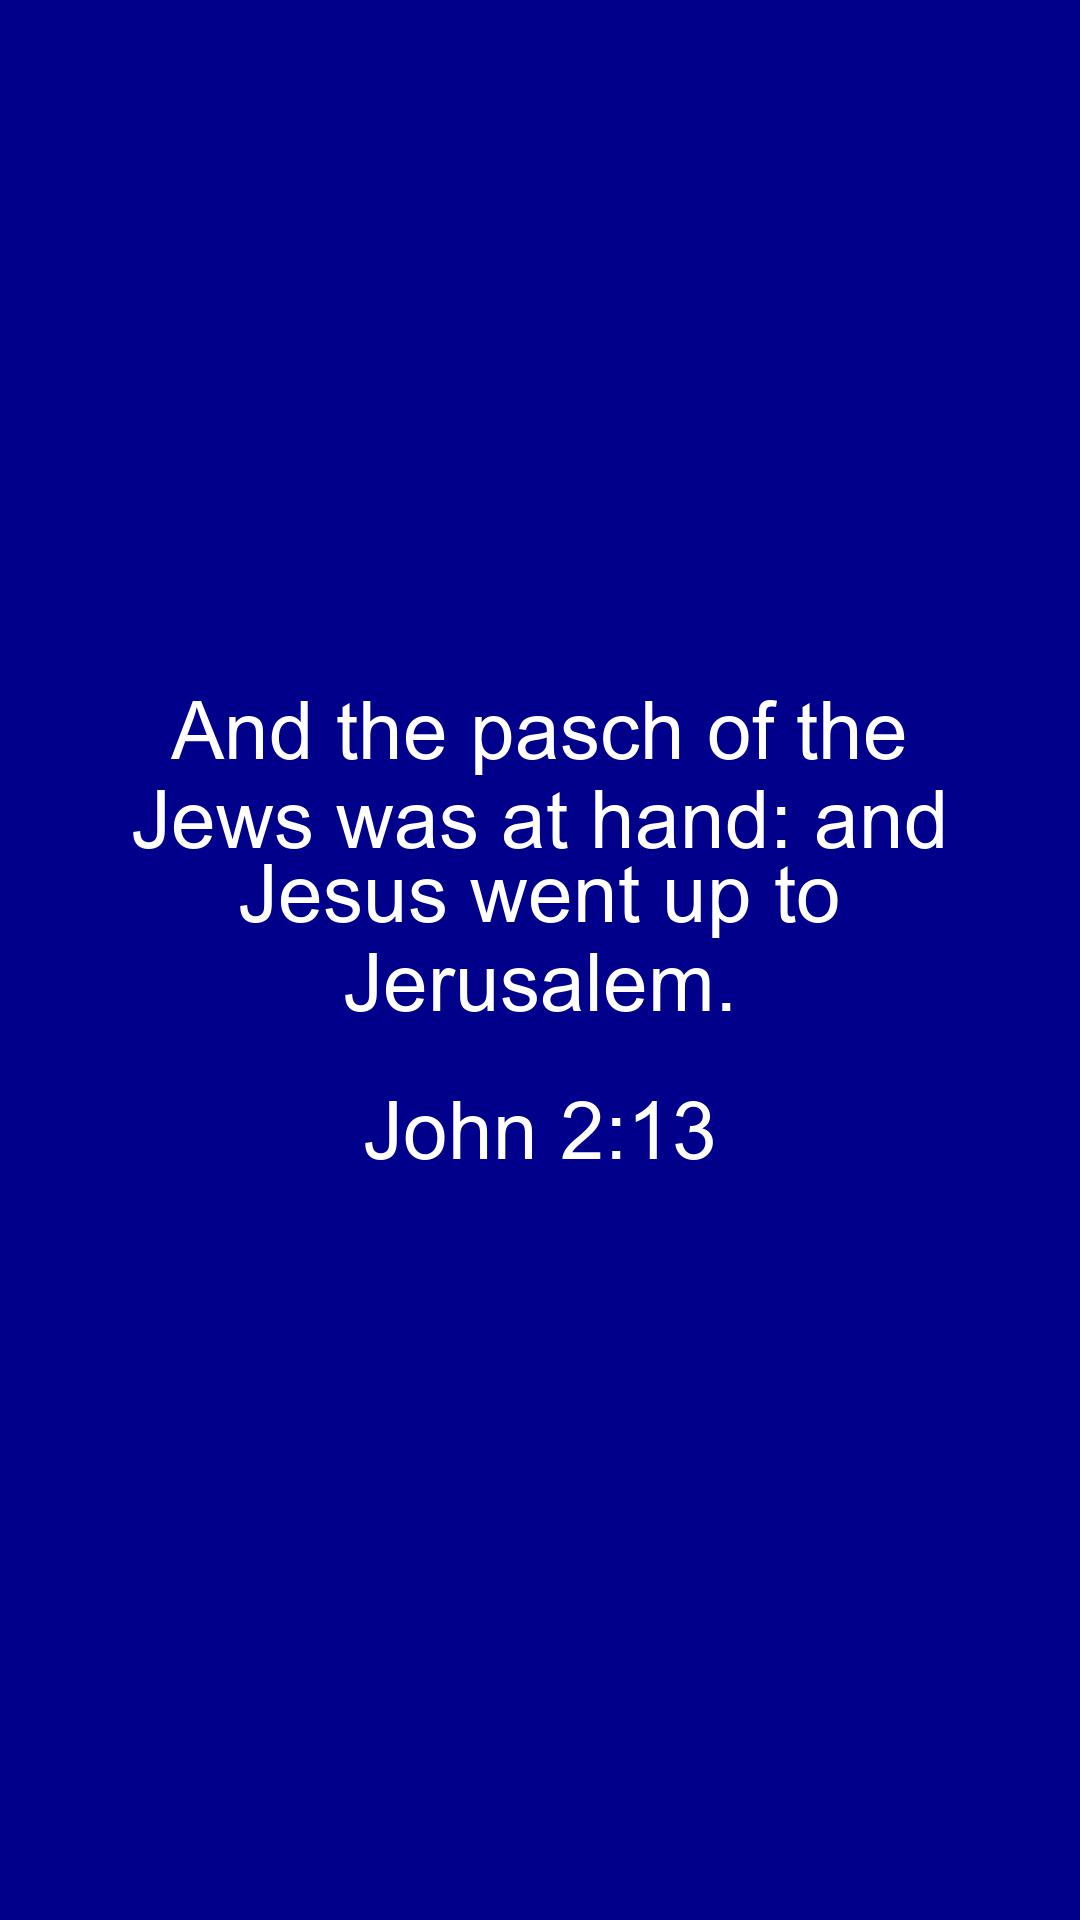 And the pasch of the
Jews was at hand: and
Jesus went up to
Jerusalem.
John 2:13